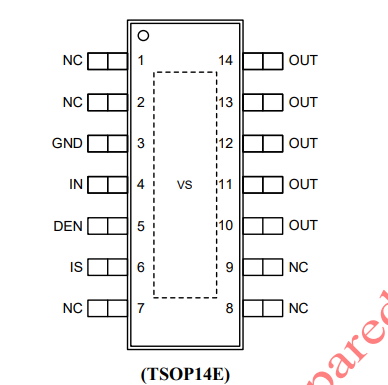 NC 1 14 OUT
NC 2 13 OUT
GND 3 12 OUT
IN 4 VS 11 OUT
DEN 5 10 OUT
IS 6 9 NC
NC 7 8 NC
(TSOP14E)
pared